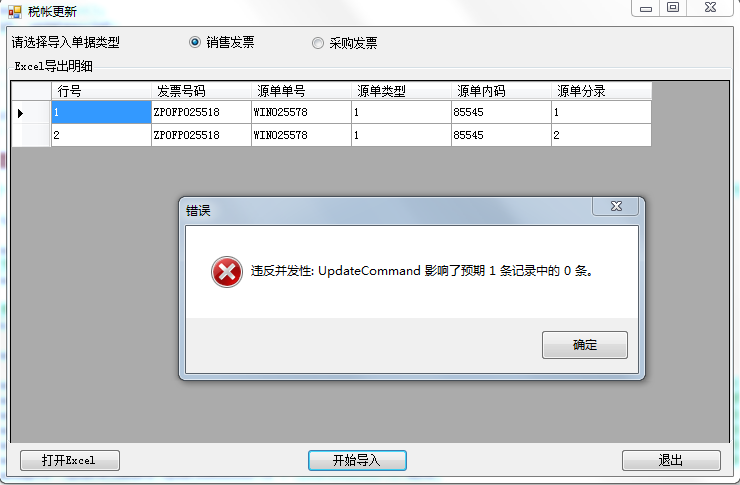 税帐更新
请选择导入单据类型 销售发票 采购发票
Excel导出明细
行号 发票号码 源单单号 源单类型 源单内码 源单分录
1 ZPOFP025518 WIN025578 1 85545 1
2 ZPOFP025518 WIN025578 1 85545 2
错误
违反并发性: UpdateCommand 影响了预期 1 条记录中的 0 条。
确定
打开Excel 开始导入 退出